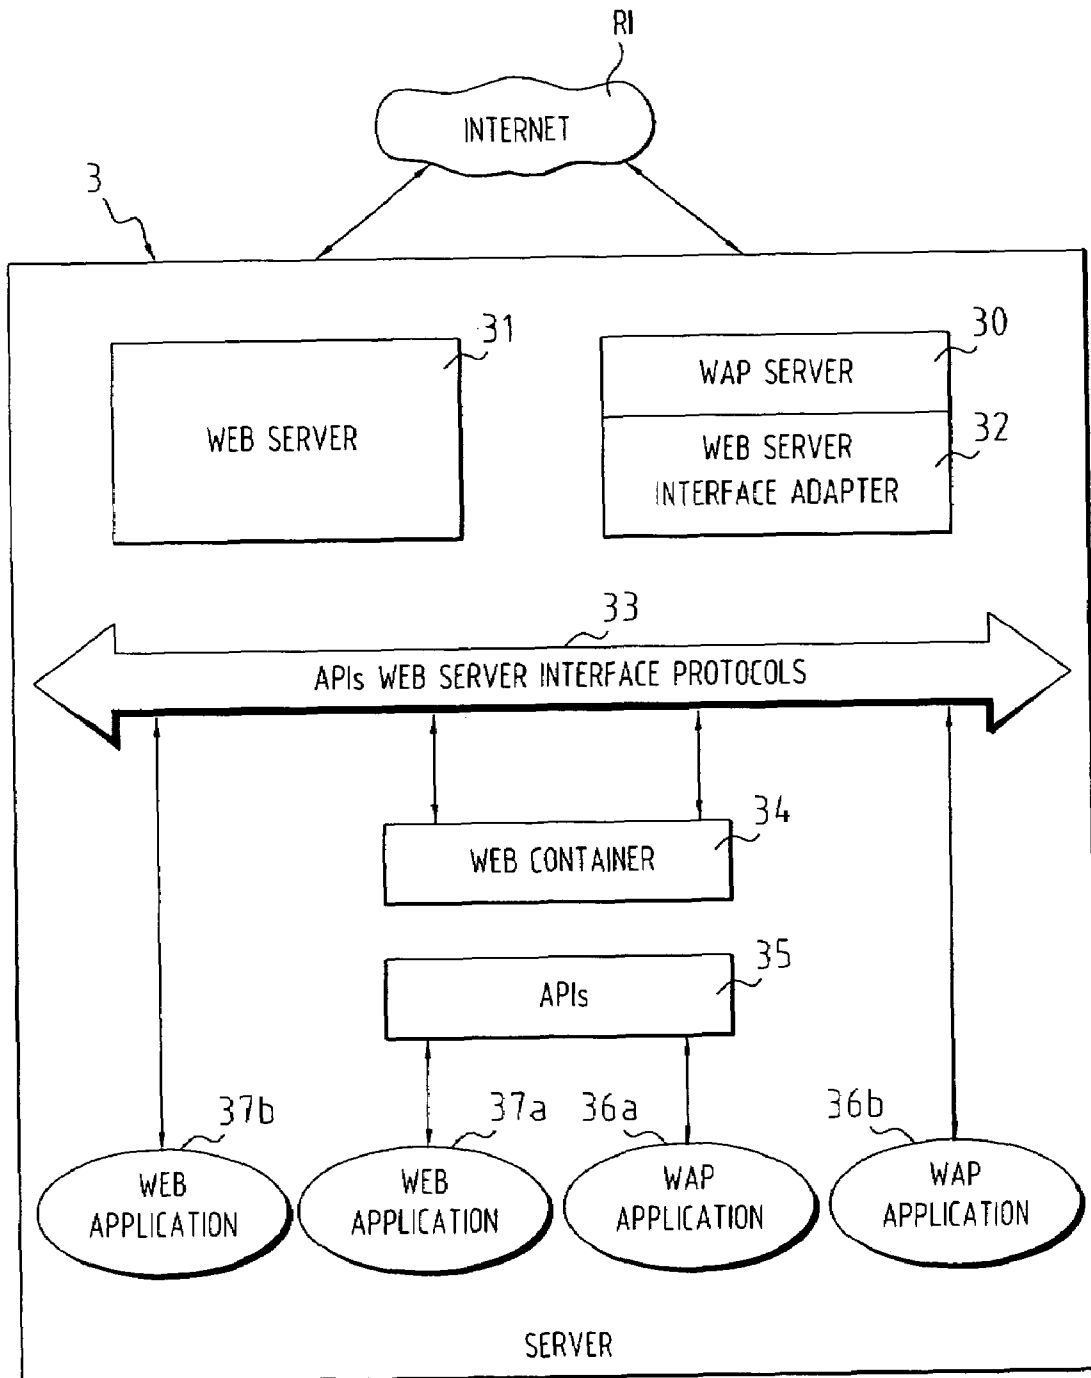 RI
INTERNET
3
31
30
WEB SERVER
WAP SERVER
32
WEB SERVER
INTERFACE ADAPTER
33
APIs WEB SERVER INTERFACE PROTOCOLS
34
WEB CONTAINER
35
APIs
37b
37a
36a
36b
WEB
APPLICATION
WEB
APPLICATION
WAP
APPLICATION
WAP
APPLICATION
SERVER